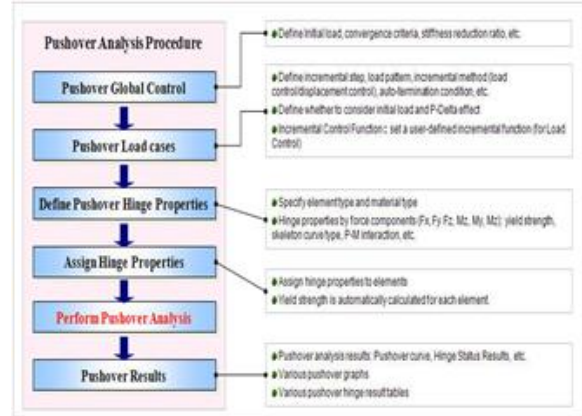 Pushover Analysis Procedure
Pushover Global Control
Pushover Load cases
Define Pushover Hinge Properties
Assign Hinge Properties
Perform Pushover Analysis
Pushover Results
Define Initial load, convergence criteria, stiffness reduction ratio, etc.
Define incremental step, load pattern, incremental method (load
control/displacement control), auto-termination condition, etc.
Define whether to consider initial load and P-Delta effect
Incremental Control Function : set a user-defined incremental function (for Load
Control)
Specify element type and material type
Hinge properties by force components (Fx, Fy Fz, Mz, My, Mz); yield strength,
skeleton curve type, P-M interaction, etc.
Assign hinge properties to elements
Yield strength is automatically calculated for each element
Pushover analysis results: Pushover curve, Hinge Status Results, etc.
Various pushover graphs
Various pushover hinge result tables